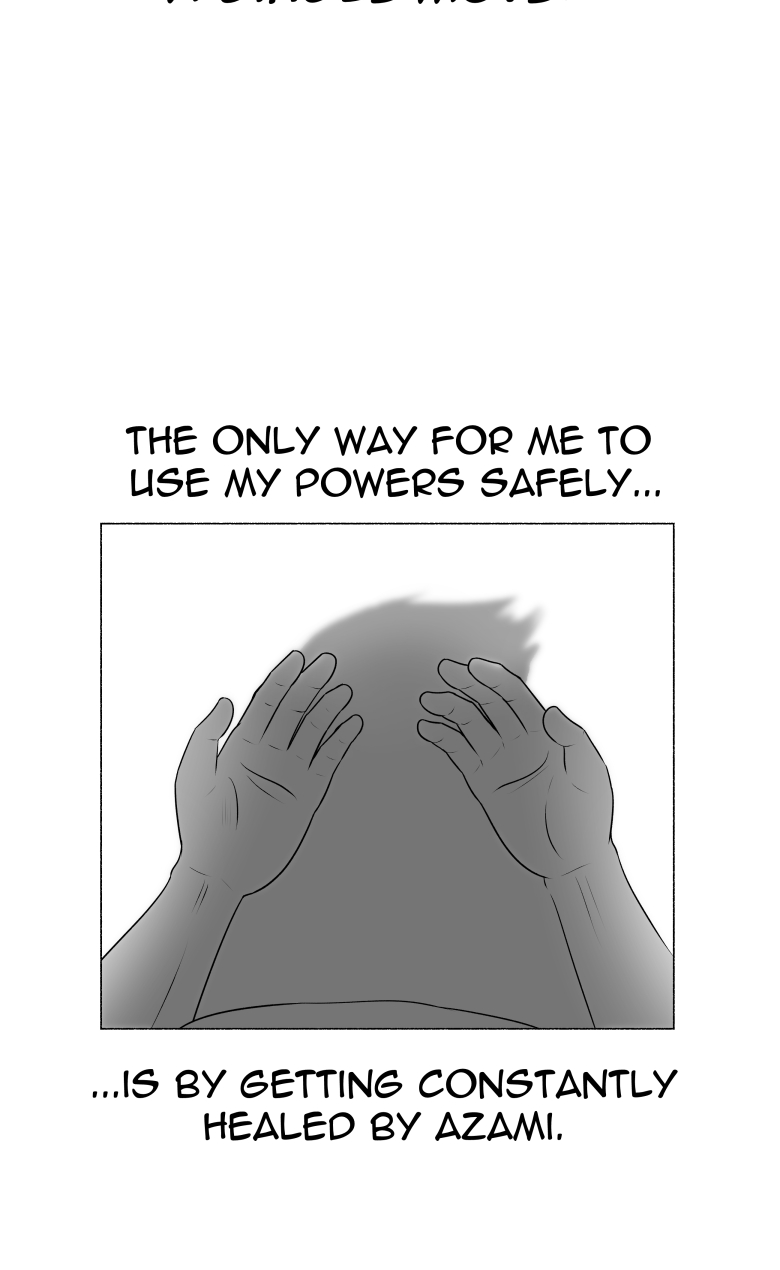 THE ONLY WAY FOR ME TO
USE MY POWERS SAFELY...
...IS BY GETTING CONSTANTLY
HEALED BY AZAMI.